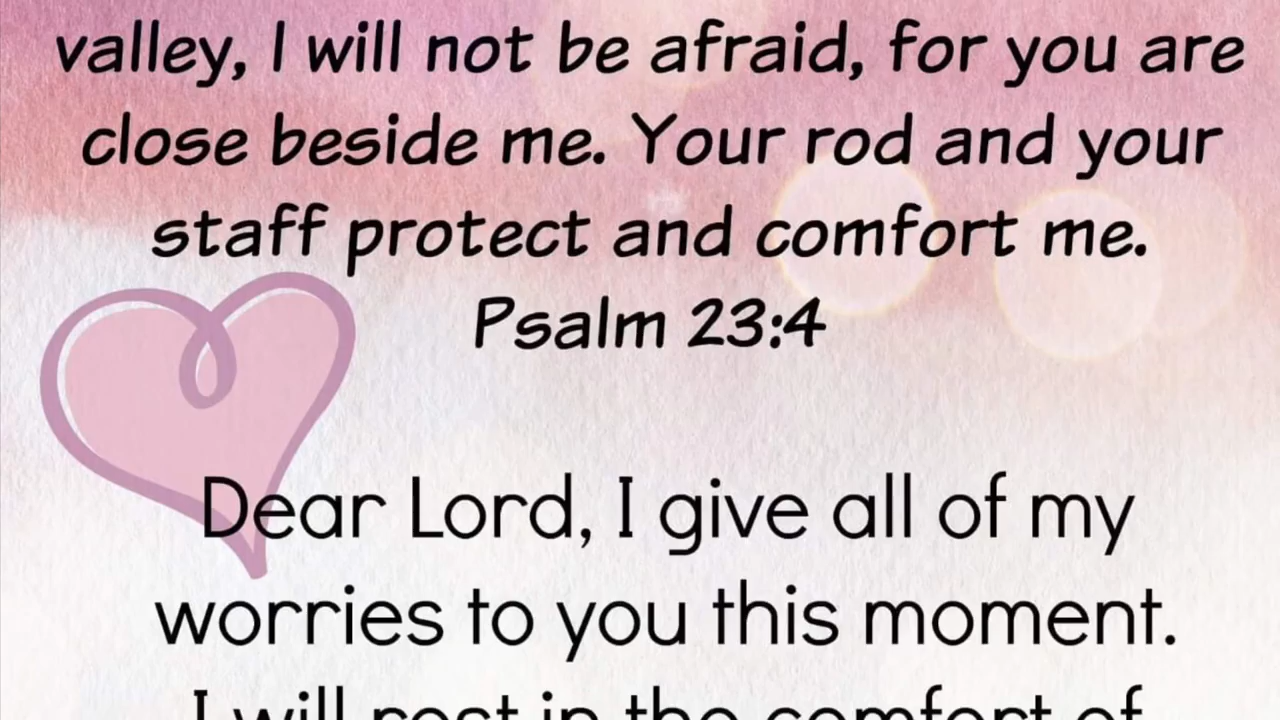 valley, I will not be afraid, for you are
close beside me. Your rod and your
staff protect and comfort me.
Psalm 23:4
Dear Lord, I give all of my
worries to you this moment.
I will rest in the comfort of